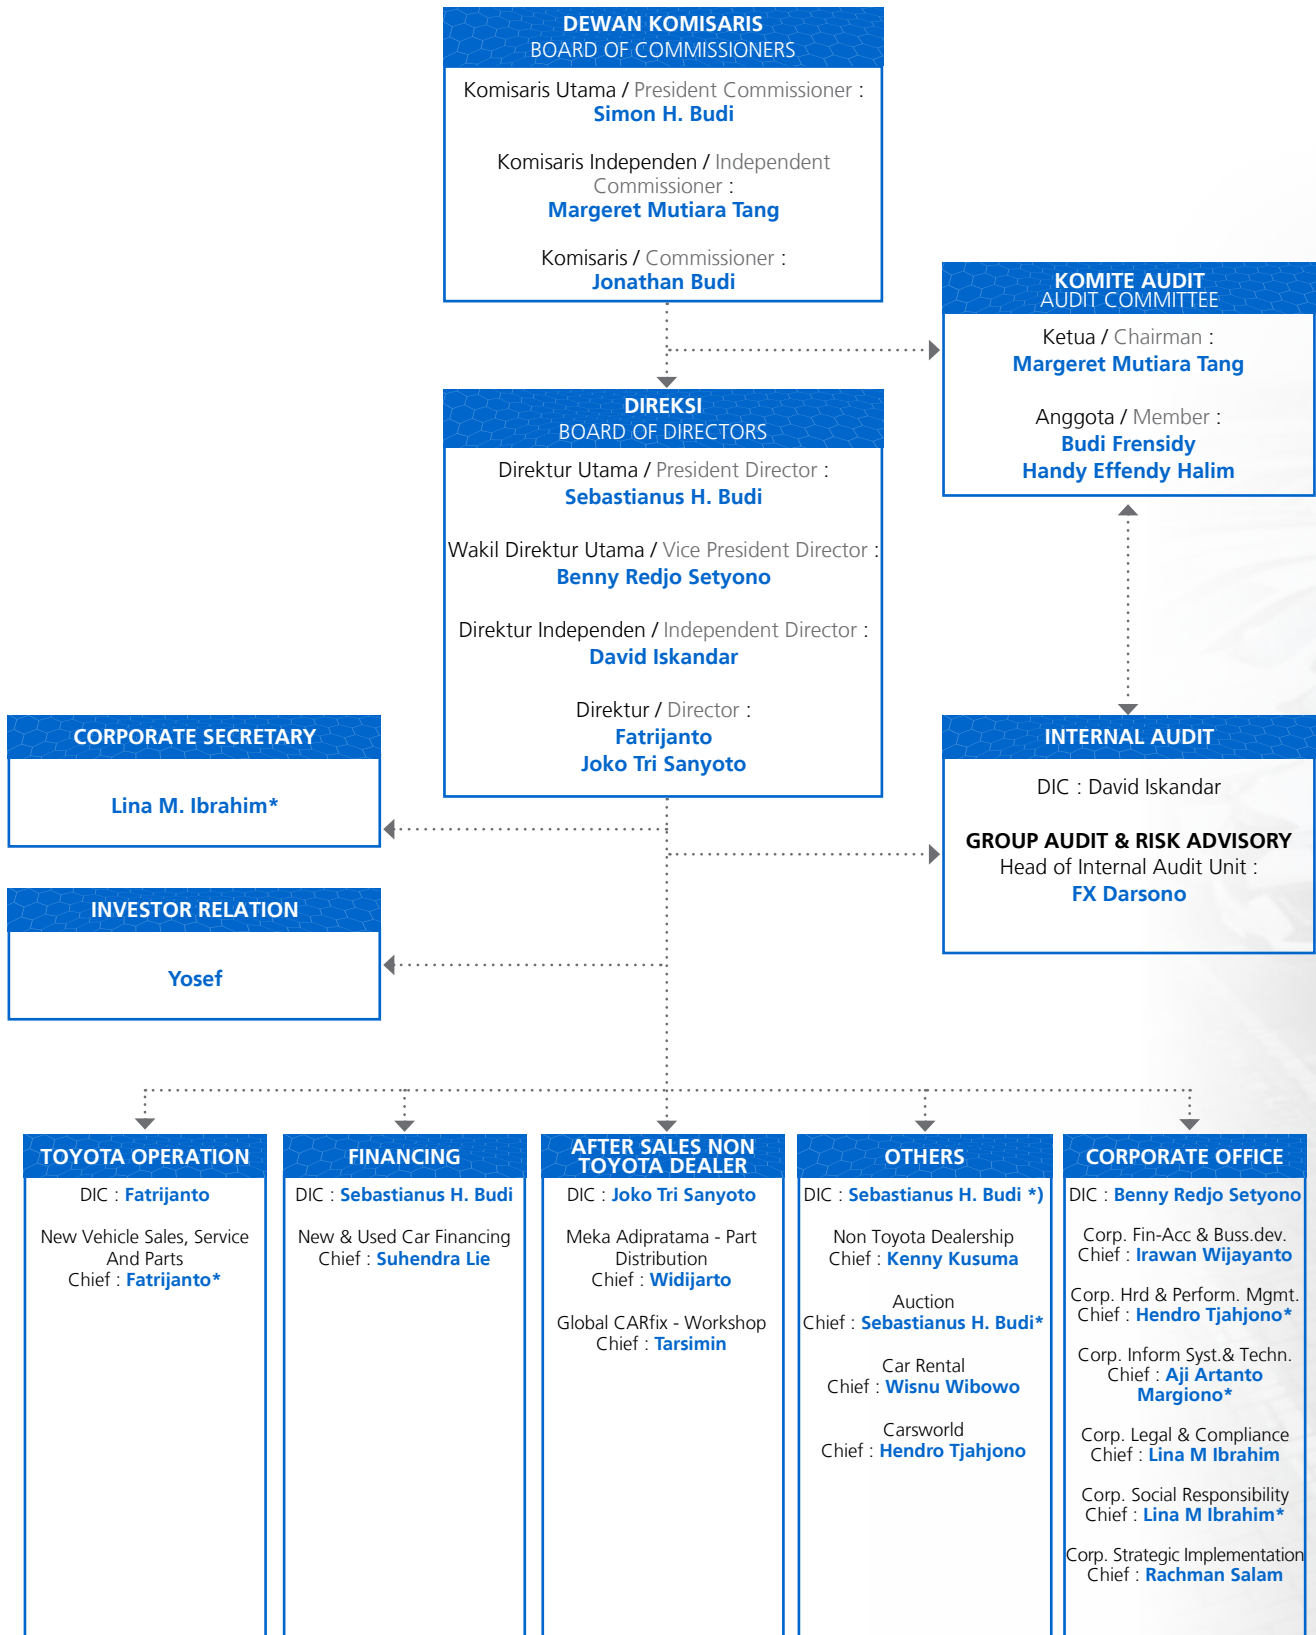 DEWAN KOMISARIS
BOARD OF COMMISSIONERS
Komisaris Utama / President Commissioner :
Simon H. Budi
Komisaris Independen / Independent
Commissioner :
Margeret Mutiara Tang
Komisaris / Commissioner :
Jonathan Budi
KOMITE AUDIT
AUDIT COMMITTEE
Ketua / Chairman :
Margeret Mutiara Tang
Anggota / Member :
Budi Frensidy
Handy Effendy Halim
DIREKSI
BOARD OF DIRECTORS
Direktur Utama / President Director :
Sebastianus H. Budi
Wakil Direktur Utama / Vice President Director :
Benny Redjo Setyono
Direktur Independen / Independent Director :
David Iskandar
Direktur / Director :
Fatrijanto
Joko Tri Sanyoto
CORPORATE SECRETARY
Lina M. Ibrahim*
INTERNAL AUDIT
DIC : David Iskandar
GROUP AUDIT & RISK ADVISORY
Head of Internal Audit Unit :
FX Darsono
INVESTOR RELATION
Yosef
TOYOTA OPERATION
DIC : Fatrijanto
New Vehicle Sales, Service
And Parts
Chief : Fatrijanto*
FINANCING
DIC : Sebastianus H. Budi
New & Used Car Financing
Chief : Suhendra Lie
AFTER SALES NON
TOYOTA DEALER
DIC : Joko Tri Sanyoto
Meka Adipratama - Part
Distribution
Chief : Widijarto
Global CARfix - Workshop
Chief : Tarsimin
OTHERS
DIC : Sebastianus H. Budi *)
Non Toyota Dealership
Chief : Kenny Kusuma
Auction
Chief : Sebastianus H. Budi*
Car Rental
Chief : Wisnu Wibowo
Carsworld
Chief : Hendro Tjahjono
CORPORATE OFFICE
DIC : Benny Redjo Setyono
Corp. Fin-Acc & Buss.dev.
Chief : Irawan Wijayanto
Corp. Hrd & Perform. Mgmt.
Chief : Hendro Tjahjono*
Corp. Inform Syst.& Techn.
Chief : Aji Artanto
Margiono*
Corp. Legal & Compliance
Chief : Lina M Ibrahim
Corp. Social Responsibility
Chief : Lina M Ibrahim*
Corp. Strategic Implementation
Chief : Rachman Salam